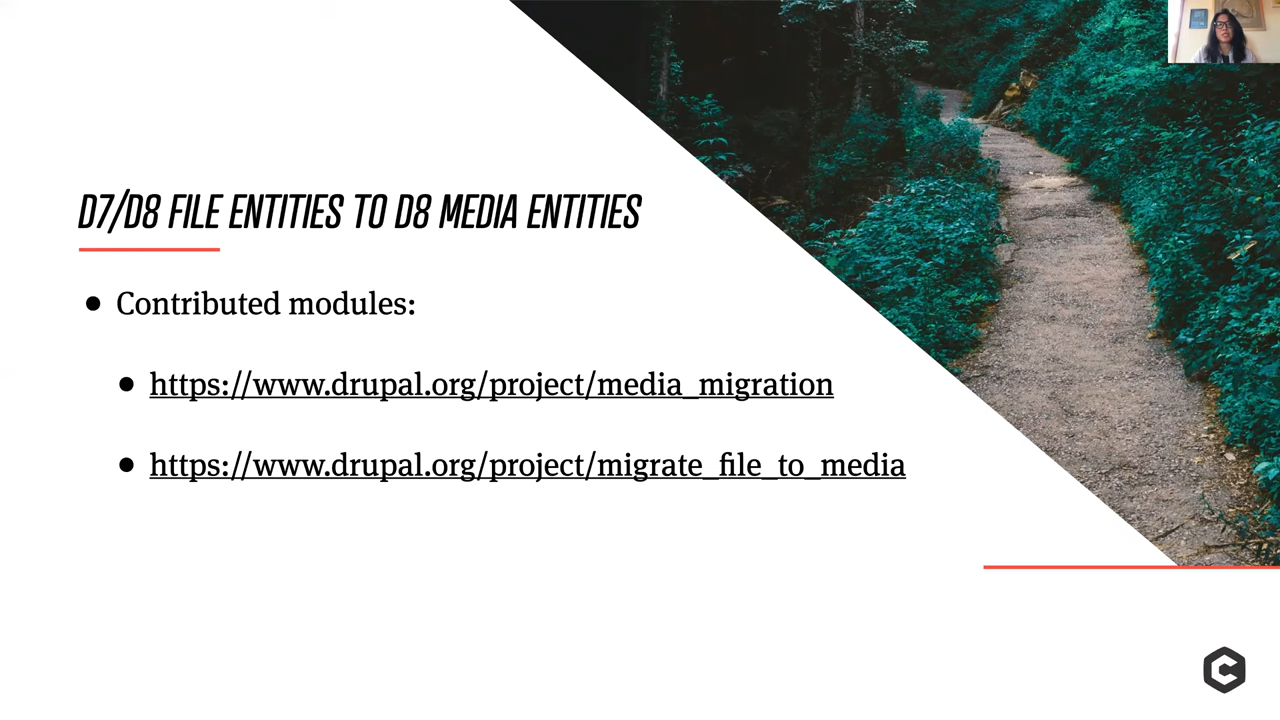 D7/D8 FILE ENTITIES TO D8 MEDIA ENTITIES
Contributed modules:
https://www.drupal.org/project/media_migration
https://www.drupal.org/project/migrate_file_to_media